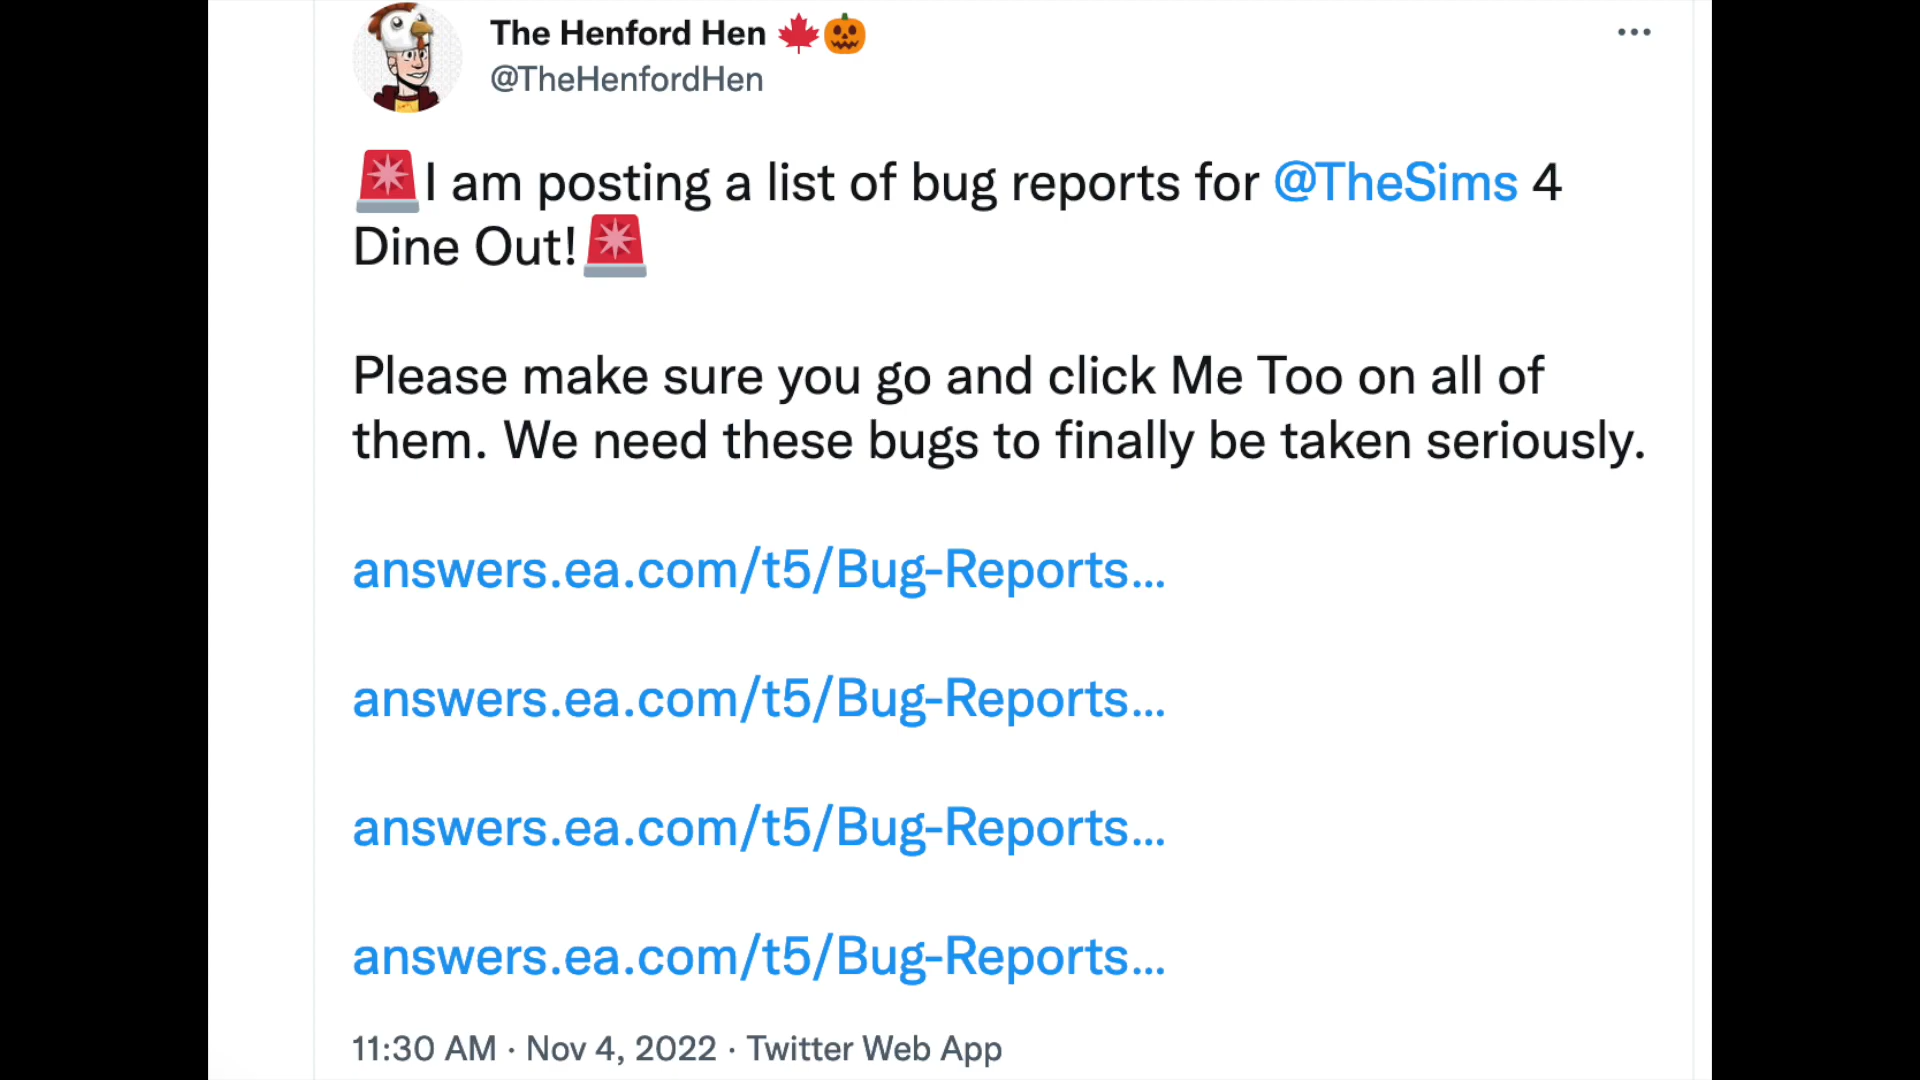 The Henford Hen 🍁🎃
@TheHenfordHen
🚨I am posting a list of bug reports for @TheSims 4
Dine Out!🚨
Please make sure you go and click Me Too on all of
them. We need these bugs to finally be taken seriously.
answers.ea.com/t5/Bug-Reports…
answers.ea.com/t5/Bug-Reports…
answers.ea.com/t5/Bug-Reports…
answers.ea.com/t5/Bug-Reports…
11:30 AM · Nov 4, 2022 · Twitter Web App